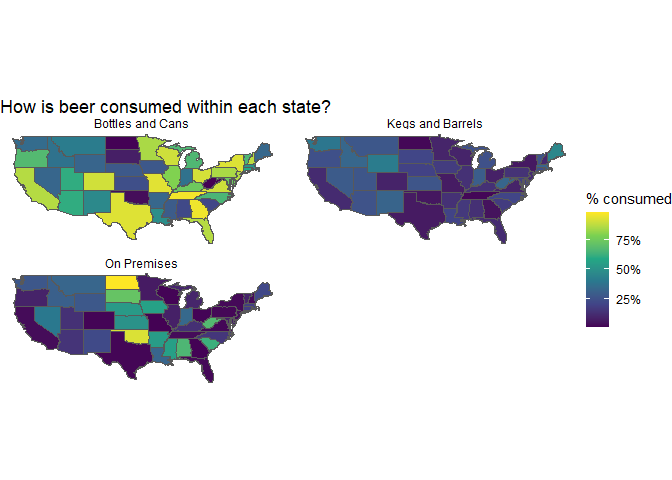 How is beer consumed within each state?
Bottles and Cans
Kegs and Barrels
On Premises
% consumed
75%
50%
25%